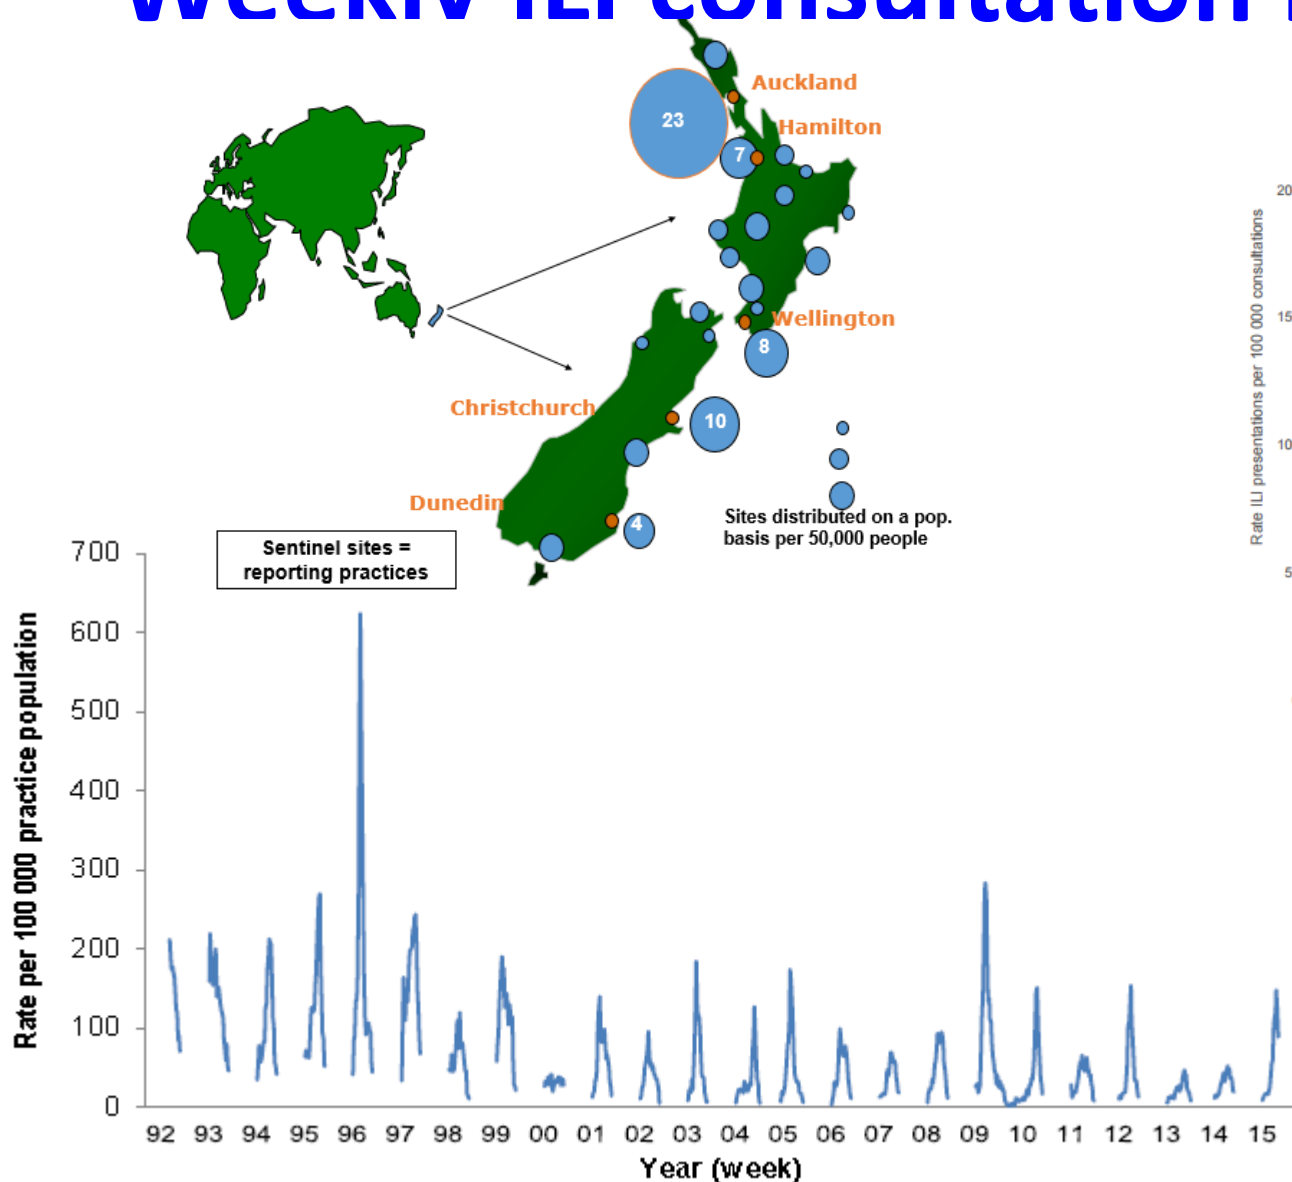 Weekly ILI consultation
Auckland
23
Hamilton
7
Wellington
8
Christchurch
10
Dunedin
4
Sites distributed on a pop.
basis per 50,000 people
Sentinel sites =
reporting practices
Rate ILI presentations per 100 000 consultations
20
15
10
5
Rate per 100 000 practice population
700
600
500
400
300
200
100
0
92 93 94 95 96 97 98 99 00 01 02 03 04 05 06 07 08 09 10 11 12 13 14 15
Year (week)